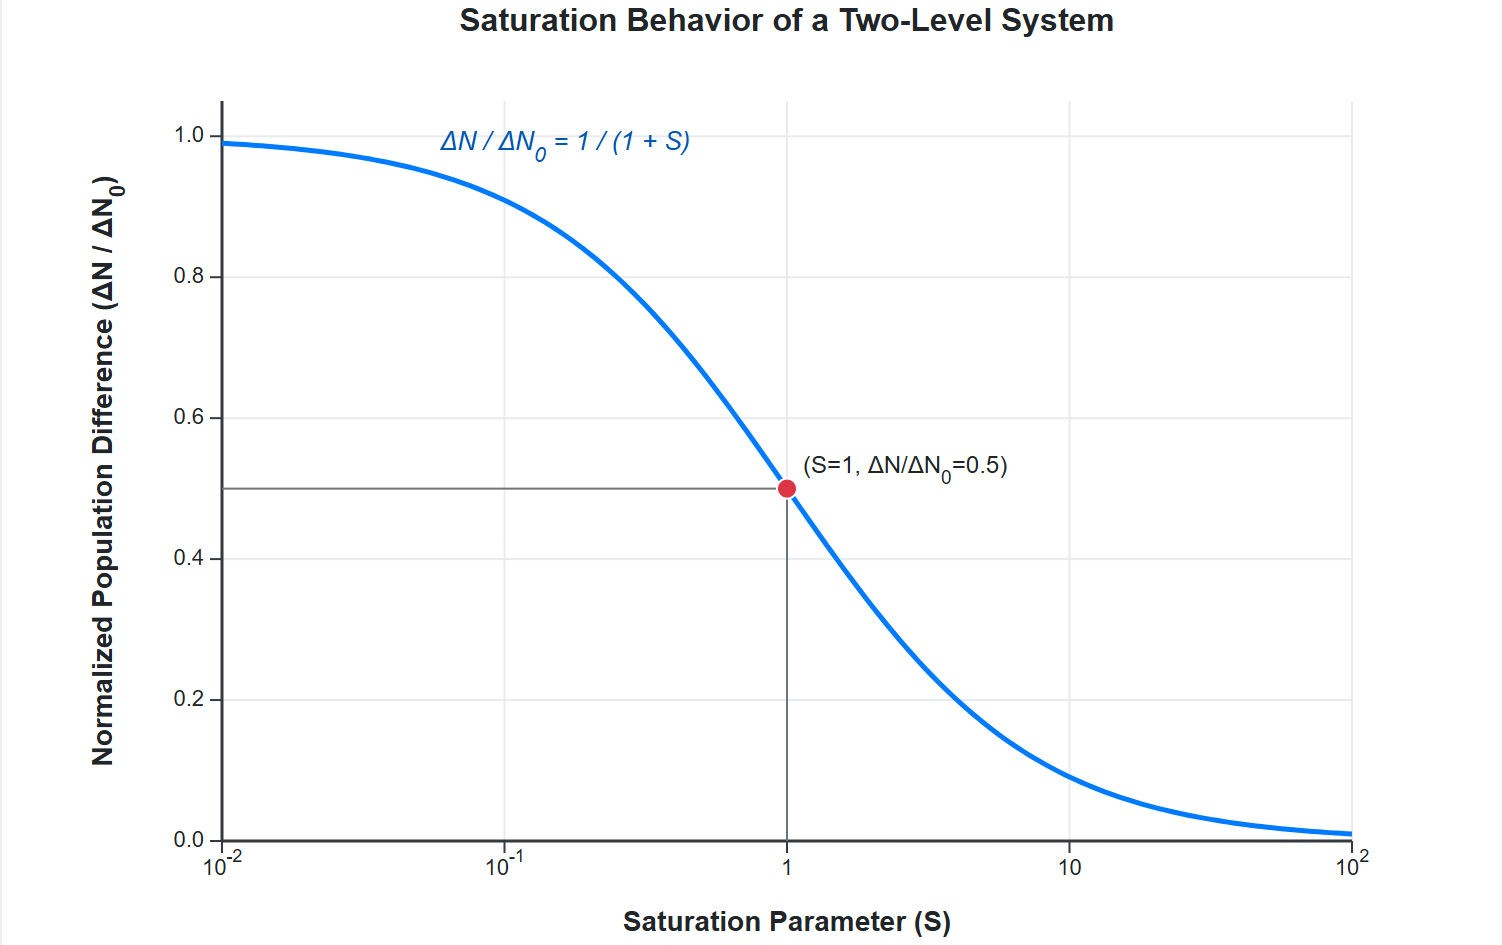 Saturation Behavior of a Two-Level System
ΔN / ΔN₀ = 1 / (1 + S)
Normalized Population Difference (ΔN / ΔN₀)
1.0
0.8
0.6
0.4
0.2
0.0
(S=1, ΔN/ΔN₀=0.5)
10⁻²
10⁻¹
1
10
10²
Saturation Parameter (S)